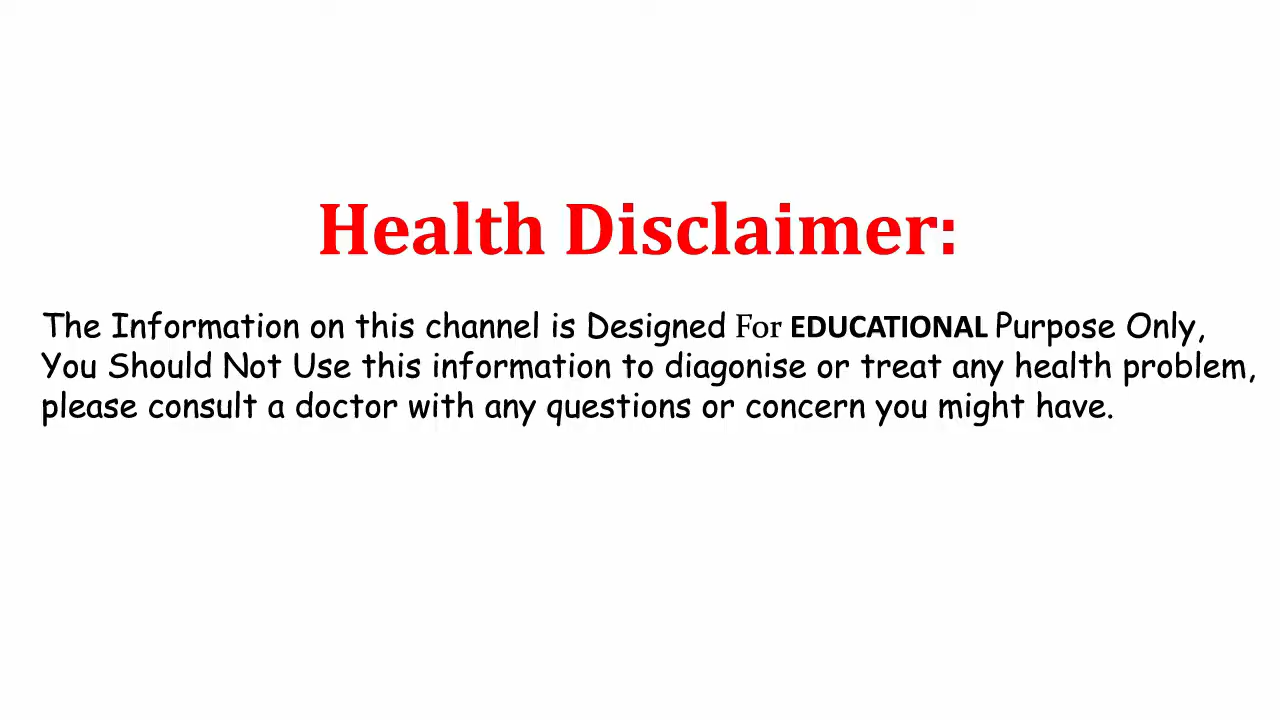 Health Disclaimer:
The Information on this channel is Designed For EDUCATIONAL Purpose Only,
You Should Not Use this information to diagonise or treat any health problem,
please consult a doctor with any questions or concern you might have.